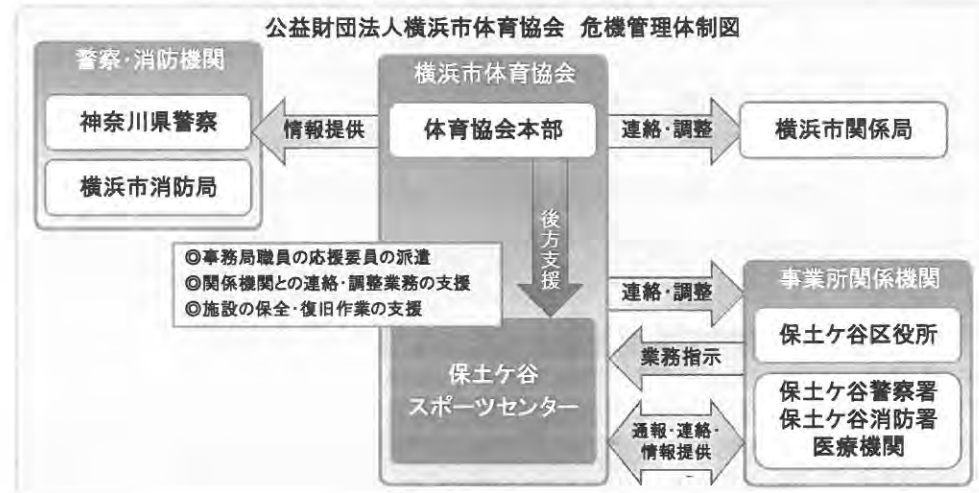 公益財団法人横浜市体育協会 危機管理体制図
警察・消防機関
神奈川県警察
横浜市消防局
情報提供
横浜市体育協会
体育協会本部
連絡・調整
横浜市関係局
後方支援
◎事務局職員の応援要員の派遣
◎関係機関との連絡・調整業務の支援
◎施設の保全・復旧作業の支援
保土ケ谷
スポーツセンター
連絡・調整
業務指示
通報・連絡・
情報提供
事業所関係機関
保土ケ谷区役所
保土ケ谷警察署
保土ケ谷消防署
医療機関